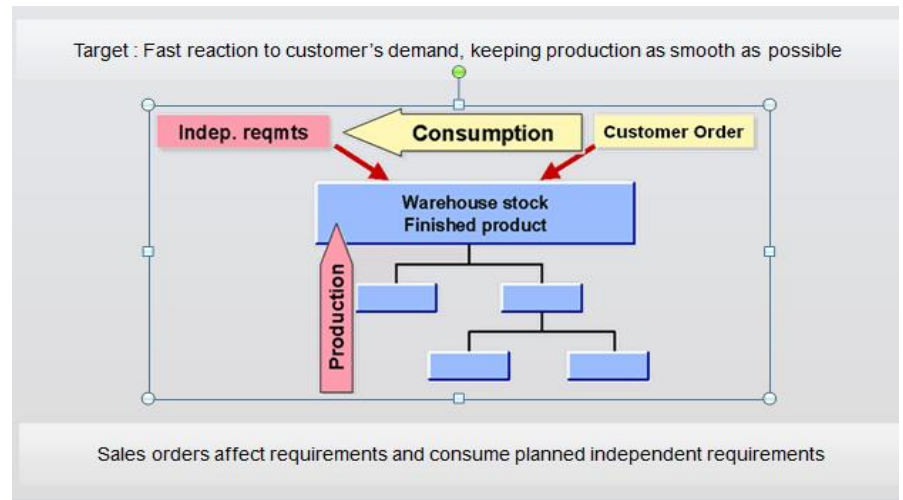 Target : Fast reaction to customer's demand, keeping production as smooth as possible
Indep. reqmts
Consumption
Customer Order
Warehouse stock
Finished product
Production
Sales orders affect requirements and consume planned independent requirements